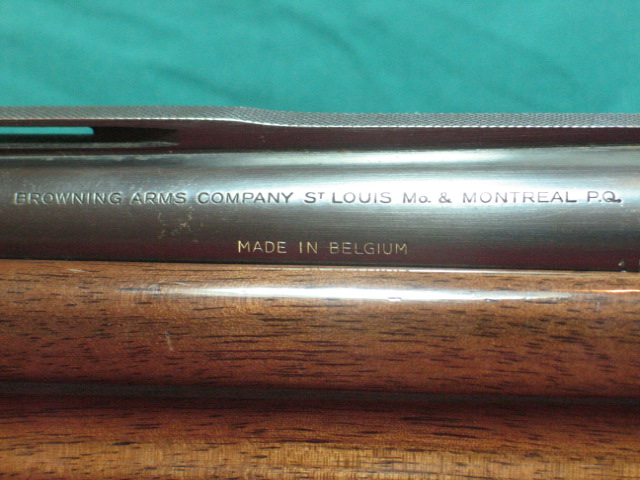 BROWNING ARMS COMPANY ST LOUIS MO. & MONTREAL P.Q.
MADE IN BELGIUM